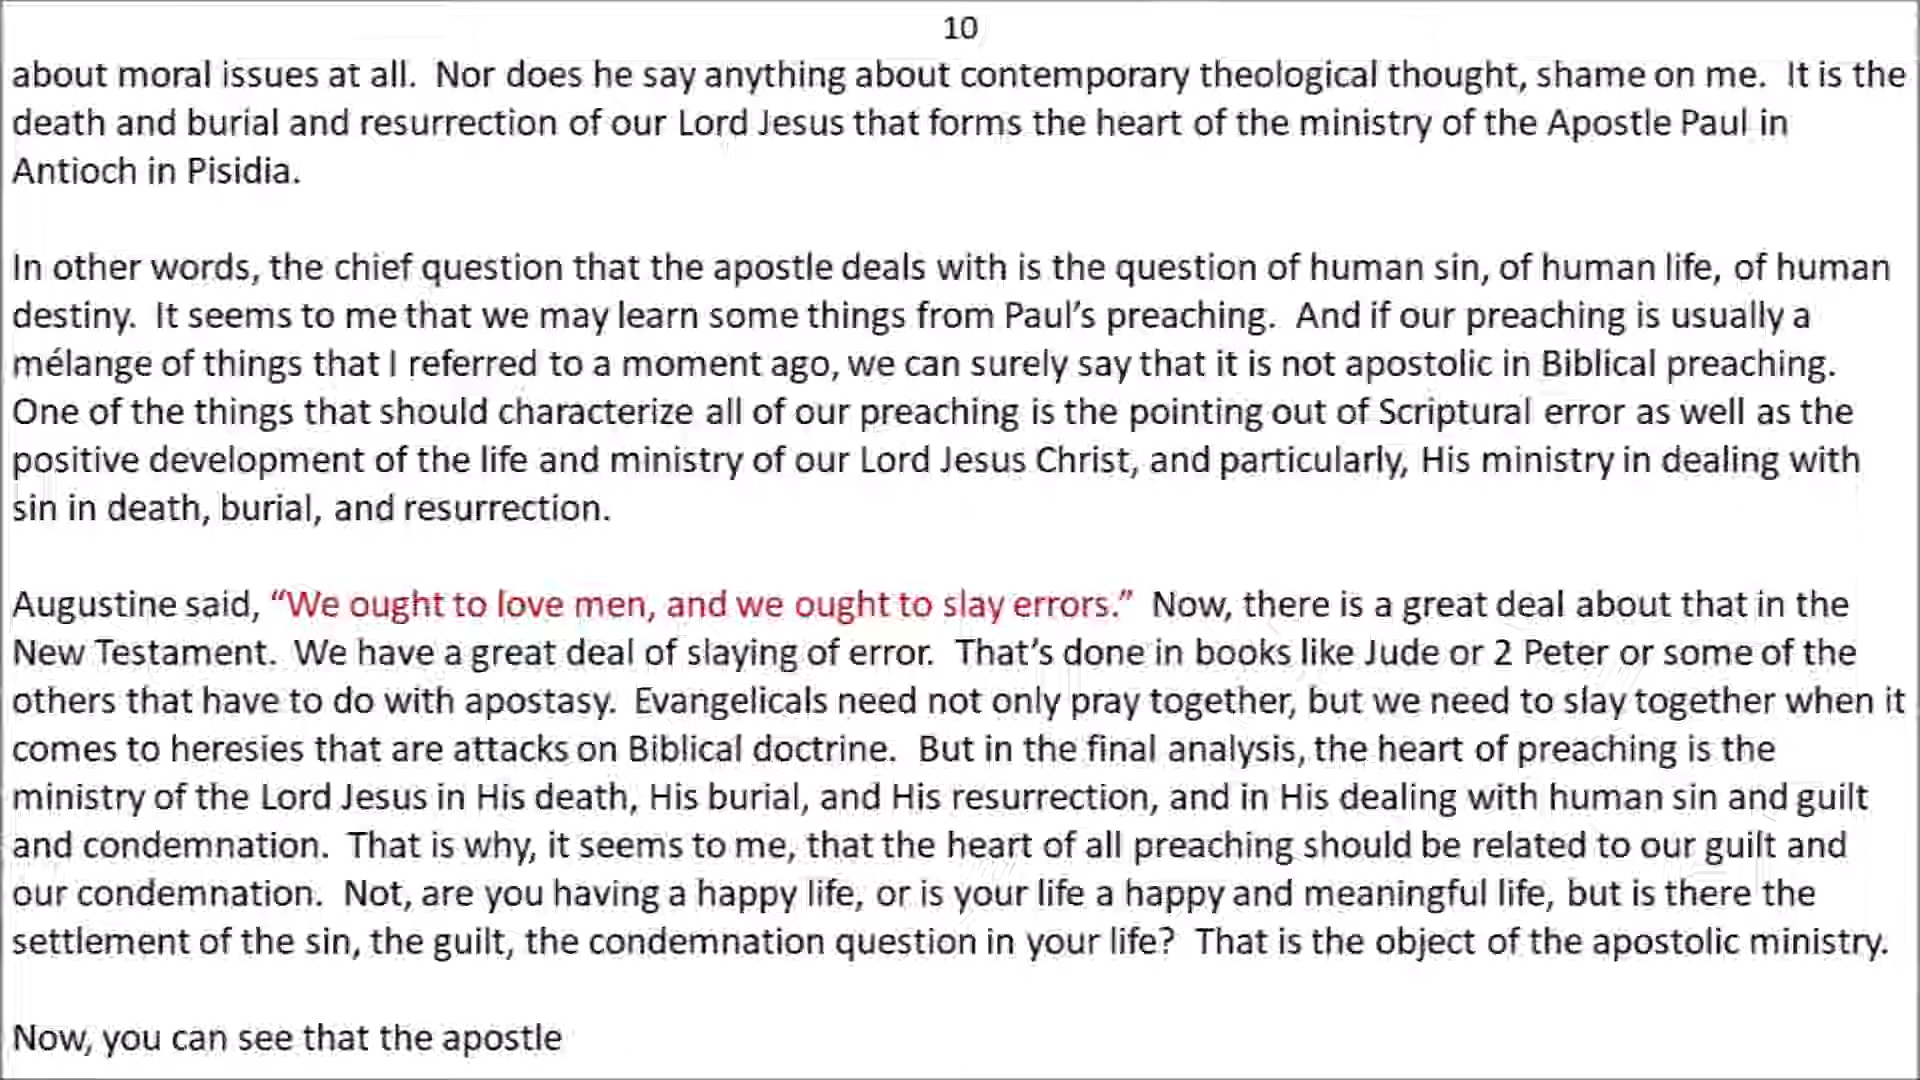 10
about moral issues at all.  Nor does he say anything about contemporary theological thought, shame on me.  It is the
death and burial and resurrection of our Lord Jesus that forms the heart of the ministry of the Apostle Paul in
Antioch in Pisidia.
In other words, the chief question that the apostle deals with is the question of human sin, of human life, of human
destiny.  It seems to me that we may learn some things from Paul’s preaching.  And if our preaching is usually a
mélange of things that I referred to a moment ago, we can surely say that it is not apostolic in Biblical preaching.
One of the things that should characterize all of our preaching is the pointing out of Scriptural error as well as the
positive development of the life and ministry of our Lord Jesus Christ, and particularly, His ministry in dealing with
sin in death, burial, and resurrection.
Augustine said, “We ought to love men, and we ought to slay errors.”  Now, there is a great deal about that in the
New Testament.  We have a great deal of slaying of error.  That’s done in books like Jude or 2 Peter or some of the
others that have to do with apostasy.  Evangelicals need not only pray together, but we need to slay together when it
comes to heresies that are attacks on Biblical doctrine.  But in the final analysis, the heart of preaching is the
ministry of the Lord Jesus in His death, His burial, and His resurrection, and in His dealing with human sin and guilt
and condemnation.  That is why, it seems to me, that the heart of all preaching should be related to our guilt and
our condemnation.  Not, are you having a happy life, or is your life a happy and meaningful life, but is there the
settlement of the sin, the guilt, the condemnation question in your life?  That is the object of the apostolic ministry.
Now, you can see that the apostle